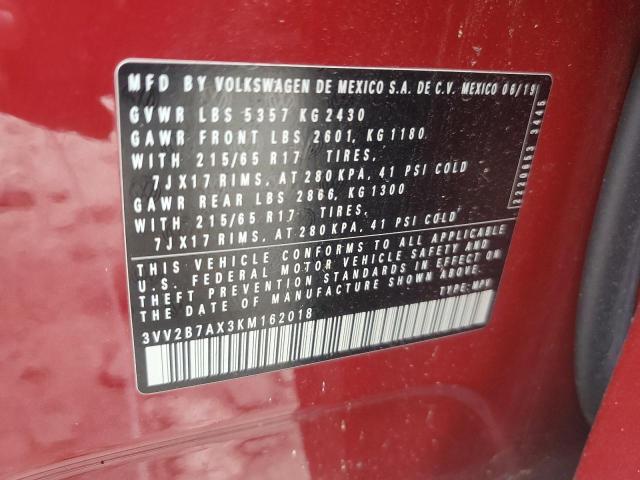 MFD BY VOLKSWAGEN DE MEXICO S.A. DE C.V. MEXICO 06/19
GVWR LBS 5357 KG 2430
GAWR FRONT LBS 2601, KG 1180
WITH 215/65 R17 TIRES,
7JX17 RIMS, AT 280 KPA, 41 PSI COLD
GAWR REAR LBS 2866, KG 1300
WITH 215/65 R17 TIRES,
7JX17 RIMS, AT 280 KPA, 41 PSI COLD
THIS VEHICLE CONFORMS TO ALL APPLICABLE
U.S. FEDERAL MOTOR VEHICLE SAFETY AND
THEFT PREVENTION STANDARDS IN EFFECT ON
THE DATE OF MANUFACTURE SHOWN ABOVE.
TYPE: MPV
3VV2B7AX3KM162018
2220653 3445